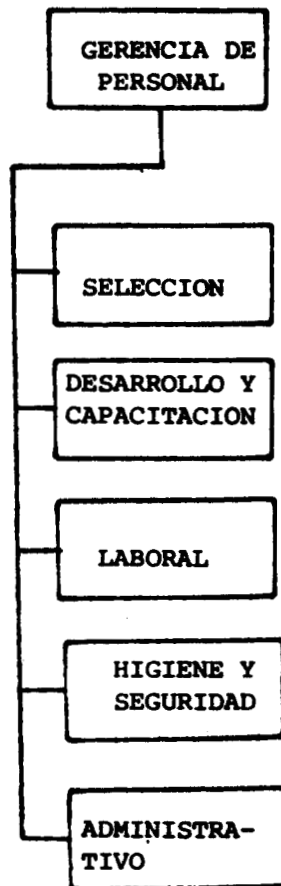 GERENCIA DE
PERSONAL
SELECCION
DESARROLLO Y
CAPACITACION
LABORAL
HIGIENE Y
SEGURIDAD
ADMINISTRA-
TIVO